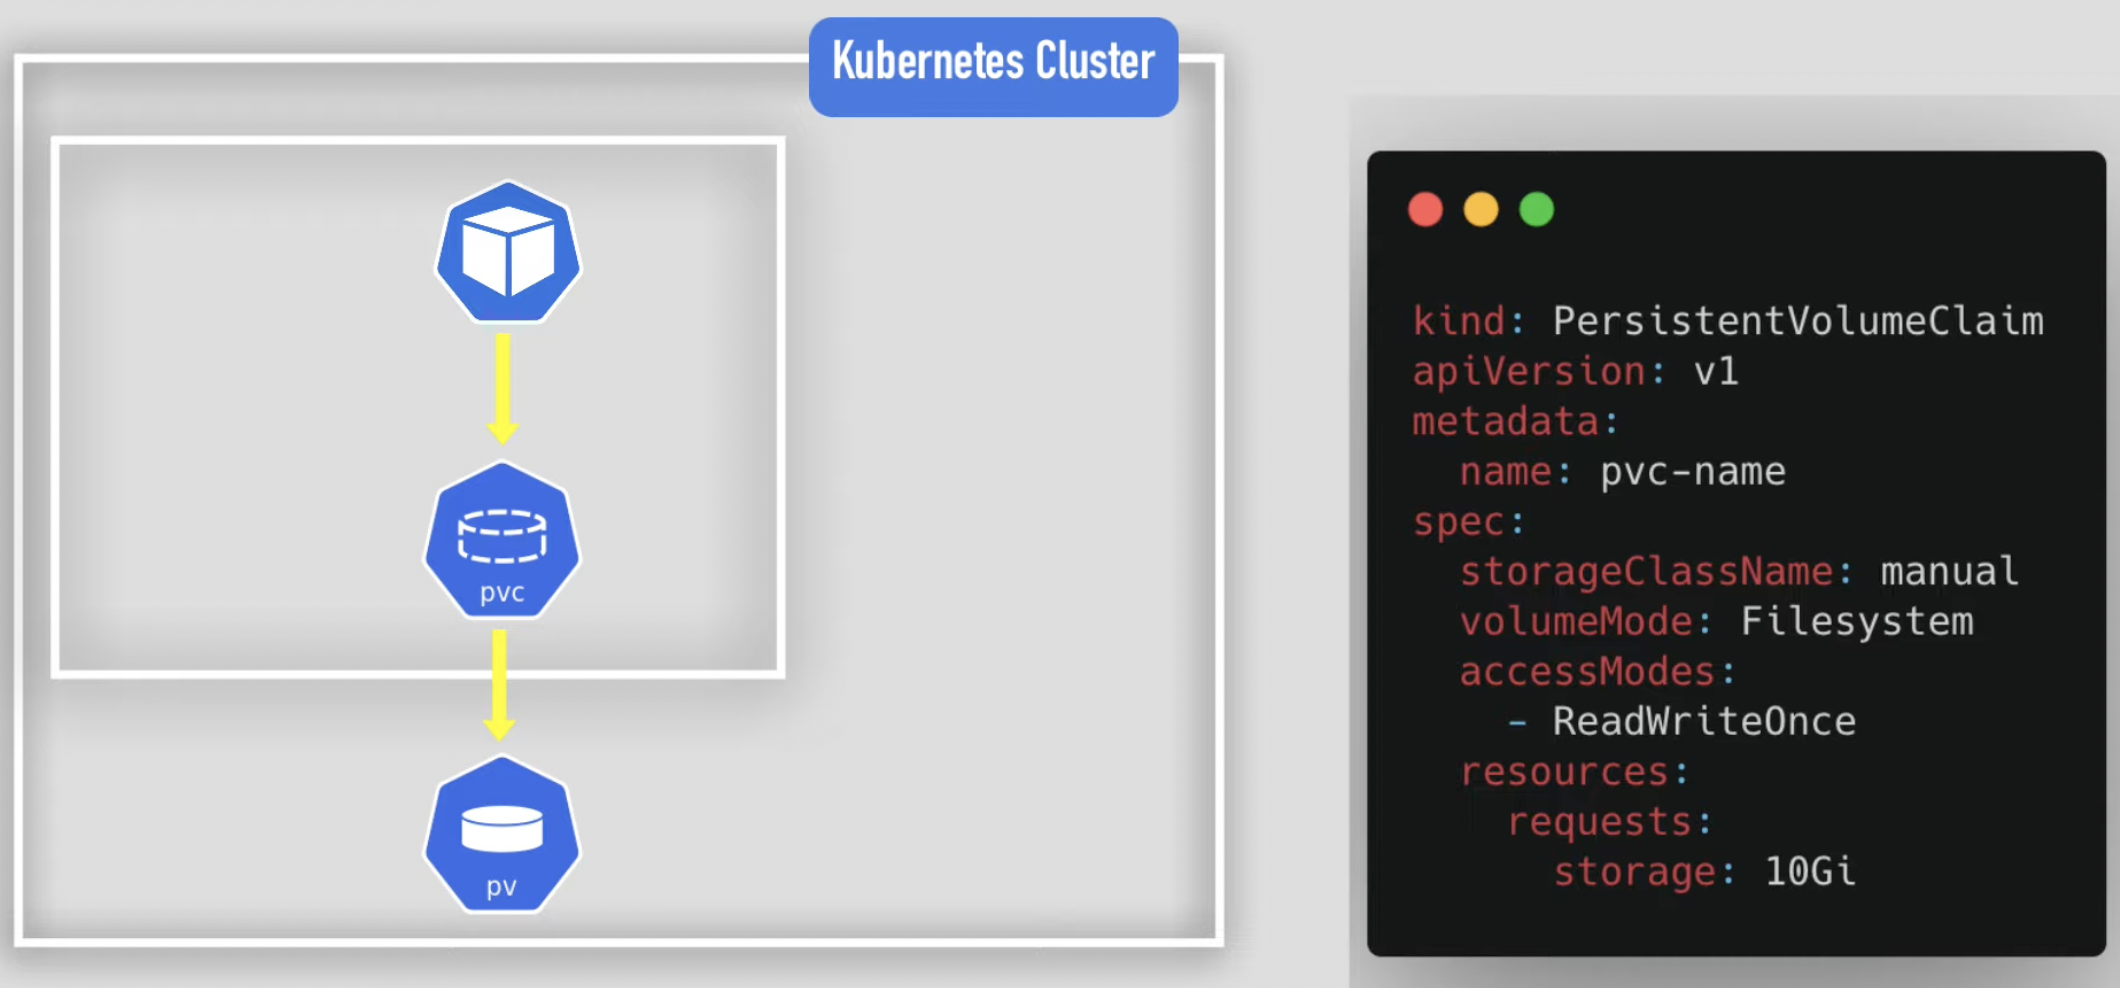 Kubernetes Cluster
pvc
pv
kind: PersistentVolumeClaim
apiVersion: v1
metadata:
  name: pvc-name
spec:
  storageClassName: manual
  volumeMode: Filesystem
  accessModes:
    - ReadWriteOnce
  resources:
    requests:
      storage: 10Gi